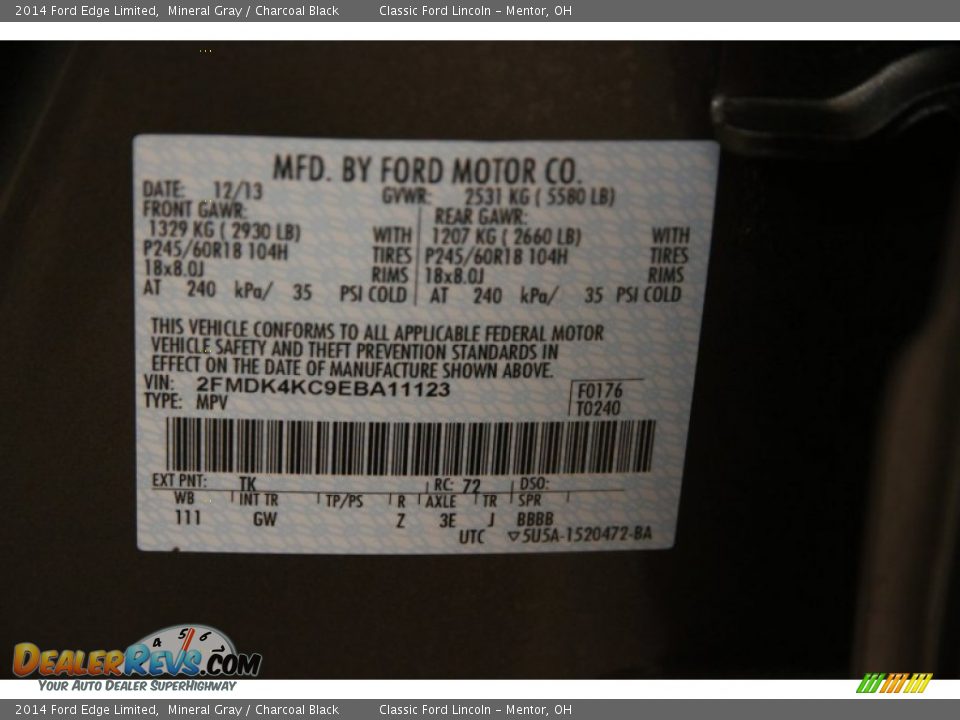 2014 Ford Edge Limited, Mineral Gray / Charcoal Black Classic Ford Lincoln - Mentor, OH
MFD. BY FORD MOTOR CO.
DATE: 12/13 GVWR: 2531 KG ( 5580 LB)
FRONT GAWR: REAR GAWR:
1329 KG ( 2930 LB) WITH 1207 KG ( 2660 LB) WITH
P245/60R18 104H TIRES P245/60R18 104H TIRES
18x8.0J RIMS 18x8.0J RIMS
AT 240 kPa/ 35 PSI COLD AT 240 kPa/ 35 PSI COLD
THIS VEHICLE CONFORMS TO ALL APPLICABLE FEDERAL MOTOR
VEHICLE SAFETY AND THEFT PREVENTION STANDARDS IN
EFFECT ON THE DATE OF MANUFACTURE SHOWN ABOVE.
VIN: 2FMDK4KC9EBA11123 F0176
TYPE: MPV T0240
EXT PNT: TK RC: 72 DSO:
WB INT TR TP/PS R AXLE TR SPR
111 GW Z 3E J BBBB
UTC ▽5U5A-1520472-BA
4 5 6
DEALERREVS.COM
YOUR AUTO DEALER SUPERHIGHWAY
2014 Ford Edge Limited, Mineral Gray / Charcoal Black Classic Ford Lincoln - Mentor, OH